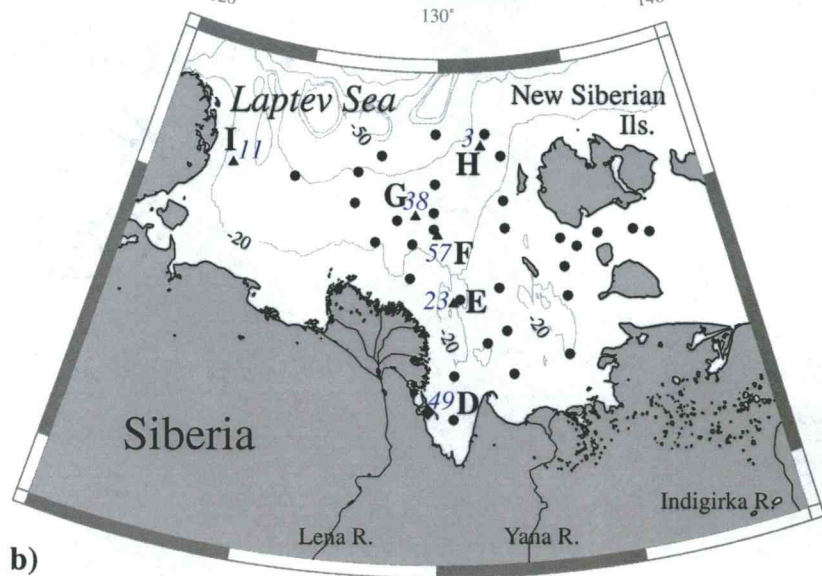 130°
Laptev Sea
New Siberian
Ils.
-50
3
H
I 11
G
38
-20
57 F
23 E
-20
-20
49 D
Siberia
Indigirka R.
Lena R.
Yana R.
b)